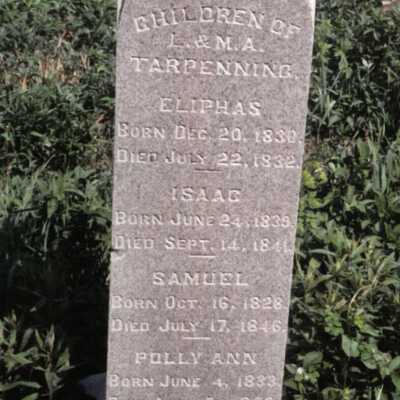 CHILDREN OF
L. & M. A.
TARPENNING.
ELIPHAS
BORN DEC. 20, 1830.
DIED JULY 22, 1832.
ISAAC
BORN JUNE 24, 1839.
DIED SEPT. 14, 1841.
SAMUEL
BORN OCT. 16, 1828.
DIED JULY 17, 1846.
POLLY ANN
BORN JUNE 4, 1833.